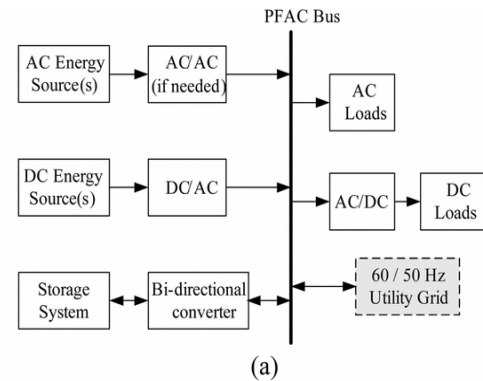 PFAC Bus
AC Energy
Source(s)
AC/AC
(if needed)
AC
Loads
DC Energy
Source(s)
DC/AC
AC/DC
DC
Loads
Storage
System
Bi-directional
converter
60 / 50 Hz
Utility Grid
(a)